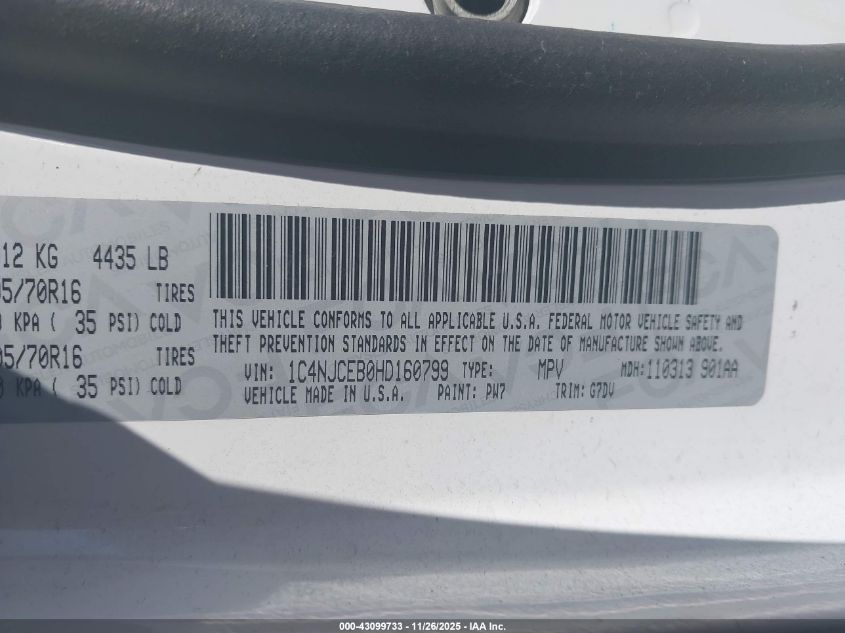 12 KG 4435 LB
5/70R16 TIRES
KPA ( 35 PSI) COLD
05/70R16 TIRES
KPA ( 35 PSI) COLD
THIS VEHICLE CONFORMS TO ALL APPLICABLE U.S.A. FEDERAL MOTOR VEHICLE SAFETY AND
THEFT PREVENTION STANDARDS IN EFFECT ON THE DATE OF MANUFACTURE SHOWN ABOVE.
VIN: 1C4NJCEB0HD160799 TYPE: MPV MDH: 110313 901AA
VEHICLE MADE IN U.S.A. PAINT: PW7 TRIM: G7DV
000-43099733 - 11/26/2025 - IAA Inc.